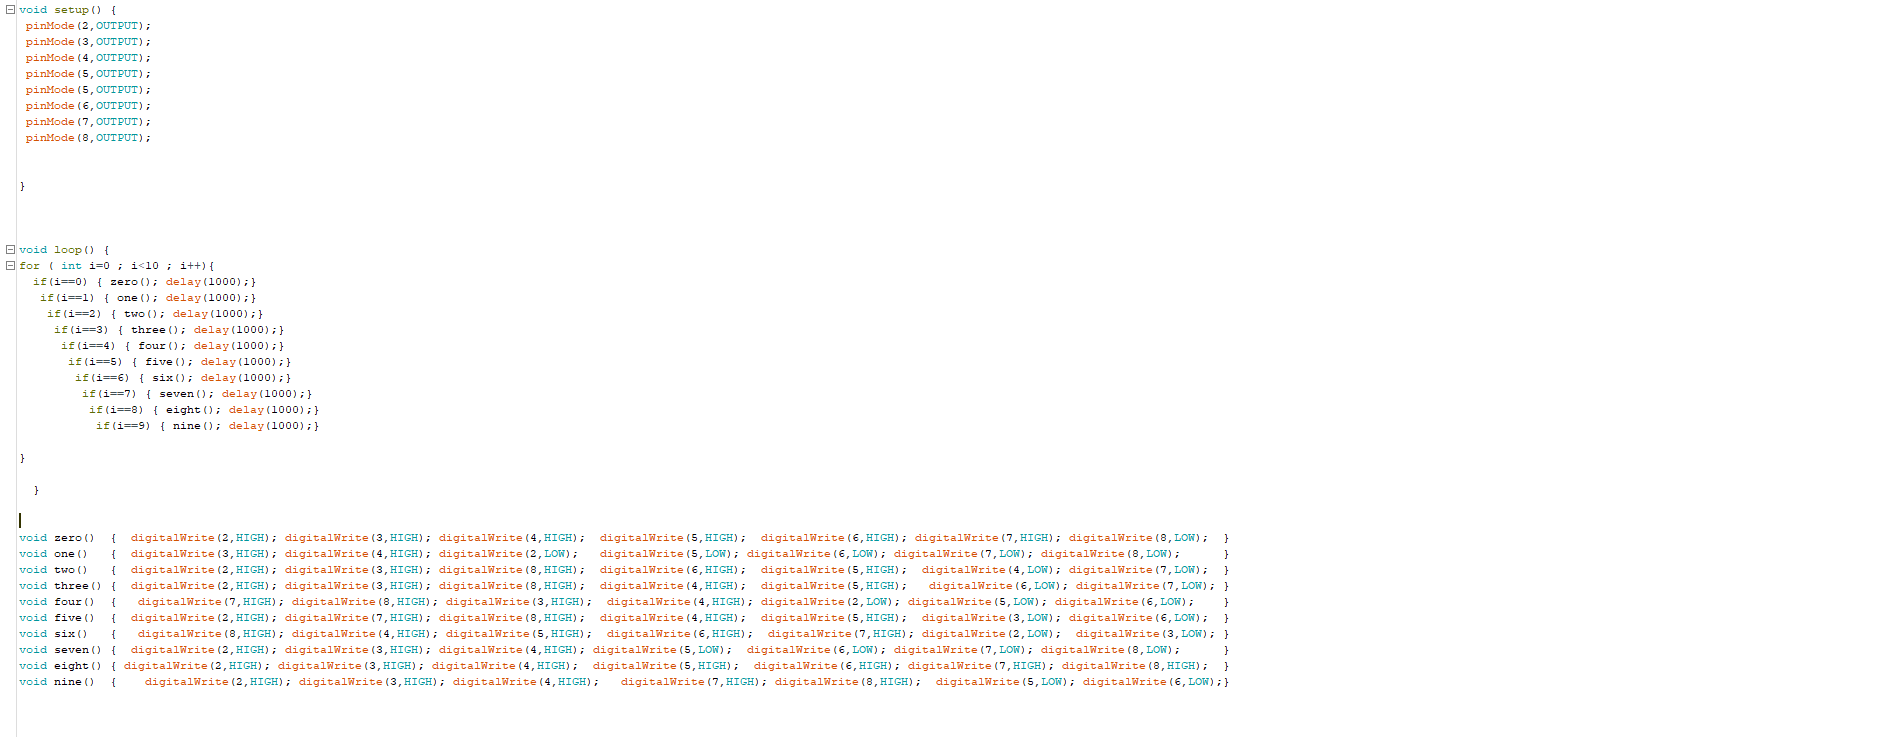 void setup() {
pinMode(2,OUTPUT);
pinMode(3,OUTPUT);
pinMode(4,OUTPUT);
pinMode(5,OUTPUT);
pinMode(5,OUTPUT);
pinMode(6,OUTPUT);
pinMode(7,OUTPUT);
pinMode(8,OUTPUT);
}
void loop() {
for ( int i=0 ; i<10 ; i++){
if(i==0) { zero(); delay(1000);}
if(i==1) { one(); delay(1000);}
if(i==2) { two(); delay(1000);}
if(i==3) { three(); delay(1000);}
if(i==4) { four(); delay(1000);}
if(i==5) { five(); delay(1000);}
if(i==6) { six(); delay(1000);}
if(i==7) { seven(); delay(1000);}
if(i==8) { eight(); delay(1000);}
if(i==9) { nine(); delay(1000);}
}
}
void zero() { digitalWrite(2,HIGH); digitalWrite(3,HIGH); digitalWrite(4,HIGH); digitalWrite(5,HIGH); digitalWrite(6,HIGH); digitalWrite(7,HIGH); digitalWrite(8,LOW); }
void one() { digitalWrite(3,HIGH); digitalWrite(4,HIGH); digitalWrite(2,LOW); digitalWrite(5,LOW); digitalWrite(6,LOW); digitalWrite(7,LOW); digitalWrite(8,LOW); }
void two() { digitalWrite(2,HIGH); digitalWrite(3,HIGH); digitalWrite(8,HIGH); digitalWrite(6,HIGH); digitalWrite(5,HIGH); digitalWrite(4,LOW); digitalWrite(7,LOW); }
void three() { digitalWrite(2,HIGH); digitalWrite(3,HIGH); digitalWrite(8,HIGH); digitalWrite(4,HIGH); digitalWrite(5,HIGH); digitalWrite(6,LOW); digitalWrite(7,LOW); }
void four() { digitalWrite(7,HIGH); digitalWrite(8,HIGH); digitalWrite(3,HIGH); digitalWrite(4,HIGH); digitalWrite(2,LOW); digitalWrite(5,LOW); digitalWrite(6,LOW); }
void five() { digitalWrite(2,HIGH); digitalWrite(7,HIGH); digitalWrite(8,HIGH); digitalWrite(4,HIGH); digitalWrite(5,HIGH); digitalWrite(3,LOW); digitalWrite(6,LOW); }
void six() { digitalWrite(8,HIGH); digitalWrite(4,HIGH); digitalWrite(5,HIGH); digitalWrite(6,HIGH); digitalWrite(7,HIGH); digitalWrite(2,LOW); digitalWrite(3,LOW); }
void seven() { digitalWrite(2,HIGH); digitalWrite(3,HIGH); digitalWrite(4,HIGH); digitalWrite(5,LOW); digitalWrite(6,LOW); digitalWrite(7,LOW); digitalWrite(8,LOW); }
void eight() { digitalWrite(2,HIGH); digitalWrite(3,HIGH); digitalWrite(4,HIGH); digitalWrite(5,HIGH); digitalWrite(6,HIGH); digitalWrite(7,HIGH); digitalWrite(8,HIGH); }
void nine() { digitalWrite(2,HIGH); digitalWrite(3,HIGH); digitalWrite(4,HIGH); digitalWrite(7,HIGH); digitalWrite(8,HIGH); digitalWrite(5,LOW); digitalWrite(6,LOW);}